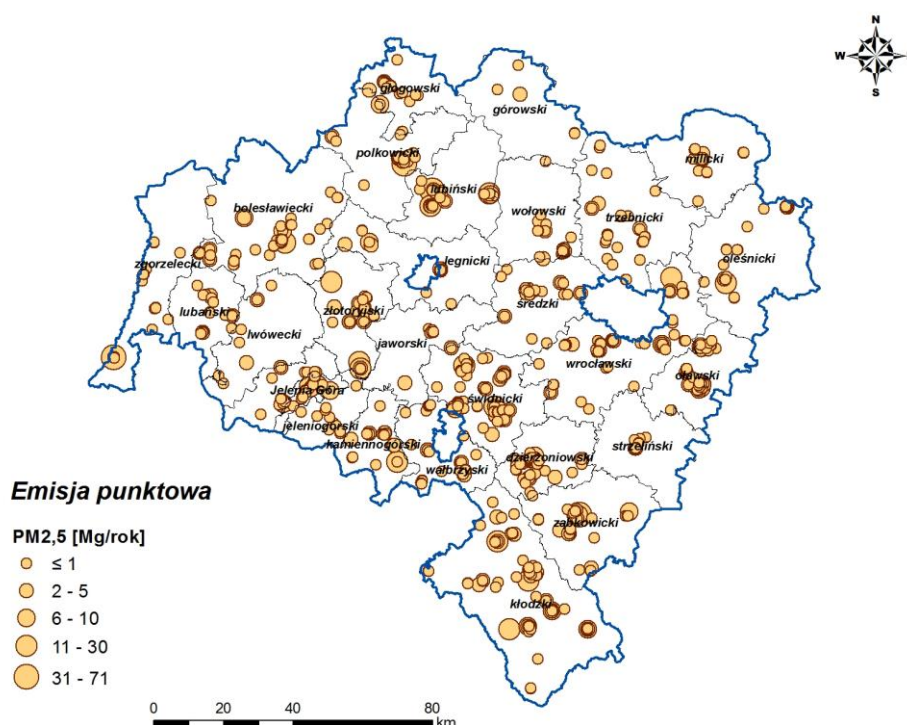 N
W
S
głogowski
górowski
polkowicki
milicki
lubiński
bolesławiecki
wołowski
trzebnicki
oleśnicki
legnicki
zgorzelecki
średzki
lubański
złotoryjski
lwówecki
jaworski
wrocławski
oławski
Jelenia Góra
świdnicki
jeleniogórski
kamiennogórski
strzeliński
dzierżoniowski
wałbrzyski
ząbkowicki
kłodzki
Emisja punktowa
PM2,5 [Mg/rok]
≤ 1
2 - 5
6 - 10
11 - 30
31 - 71
0 20 40 80
km